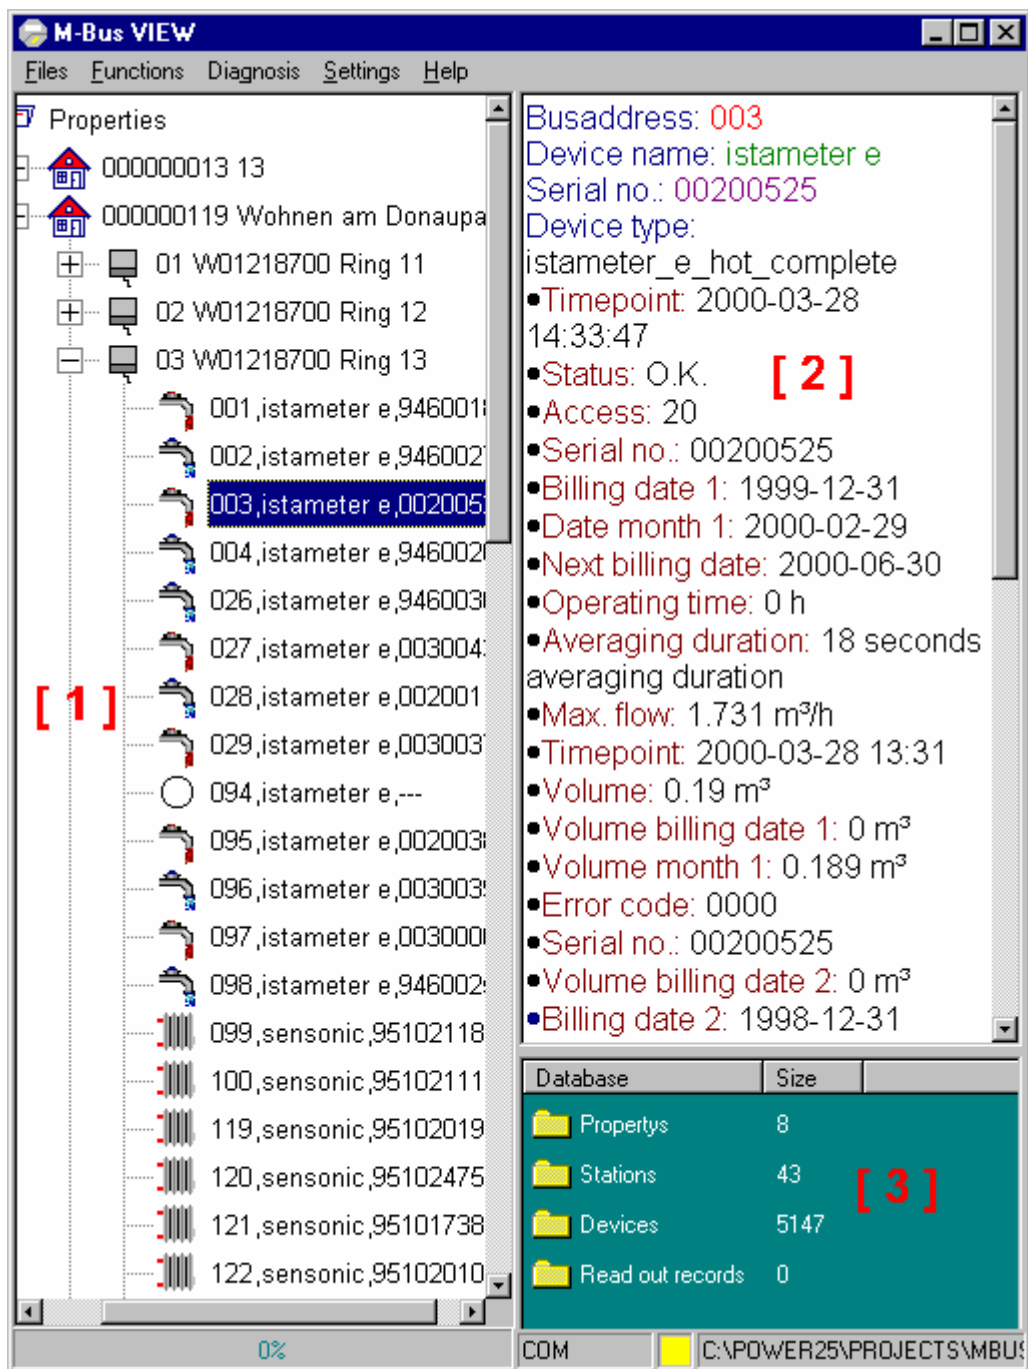 M-Bus VIEW
Files Functions Diagnosis Settings Help
Properties
000000013 13
000000119 Wohnen am Donaupa
01 W01218700 Ring 11
02 W01218700 Ring 12
03 W01218700 Ring 13
001,istameter e,946001
002,istameter e,946002
003,istameter e,002005
004,istameter e,946002
026,istameter e,946003
027,istameter e,003004
028,istameter e,002001
029,istameter e,003003
094,istameter e,---
095,istameter e,002003
096,istameter e,003003
097,istameter e,003000
098,istameter e,946002
099,sensonic,95102118
100,sensonic,95102111
119,sensonic,95102019
120,sensonic,95102475
121,sensonic,95101738
122,sensonic,95102010
[ 1 ]
0%
Busaddress: 003
Device name: istameter e
Serial no.: 00200525
Device type:
istameter_e_hot_complete
●Timepoint: 2000-03-28
14:33:47
●Status: O.K.
[ 2 ]
●Access: 20
●Serial no.: 00200525
●Billing date 1: 1999-12-31
●Date month 1: 2000-02-29
●Next billing date: 2000-06-30
●Operating time: 0 h
●Averaging duration: 18 seconds
averaging duration
●Max. flow: 1.731 m³/h
●Timepoint: 2000-03-28 13:31
●Volume: 0.19 m³
●Volume billing date 1: 0 m³
●Volume month 1: 0.189 m³
●Error code: 0000
●Serial no.: 00200525
●Volume billing date 2: 0 m³
●Billing date 2: 1998-12-31
Database Size
Propertys 8
Stations 43
[ 3 ]
Devices 5147
Read out records 0
COM C:\POWER25\PROJECTS\MBUS